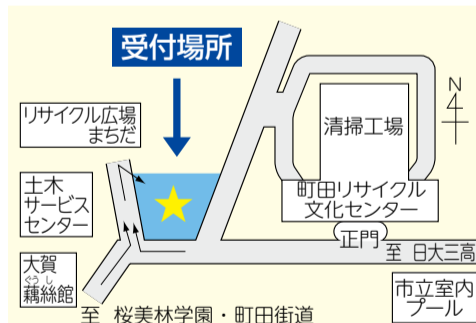 受付場所
N
リサイクル広場
まちだ
清掃工場
土木
サービス
センター
町田リサイクル
文化センター
正門
至 日大三高
大賀
ぐうし
藕絲館
市立室内
プール
至 桜美林学園・町田街道